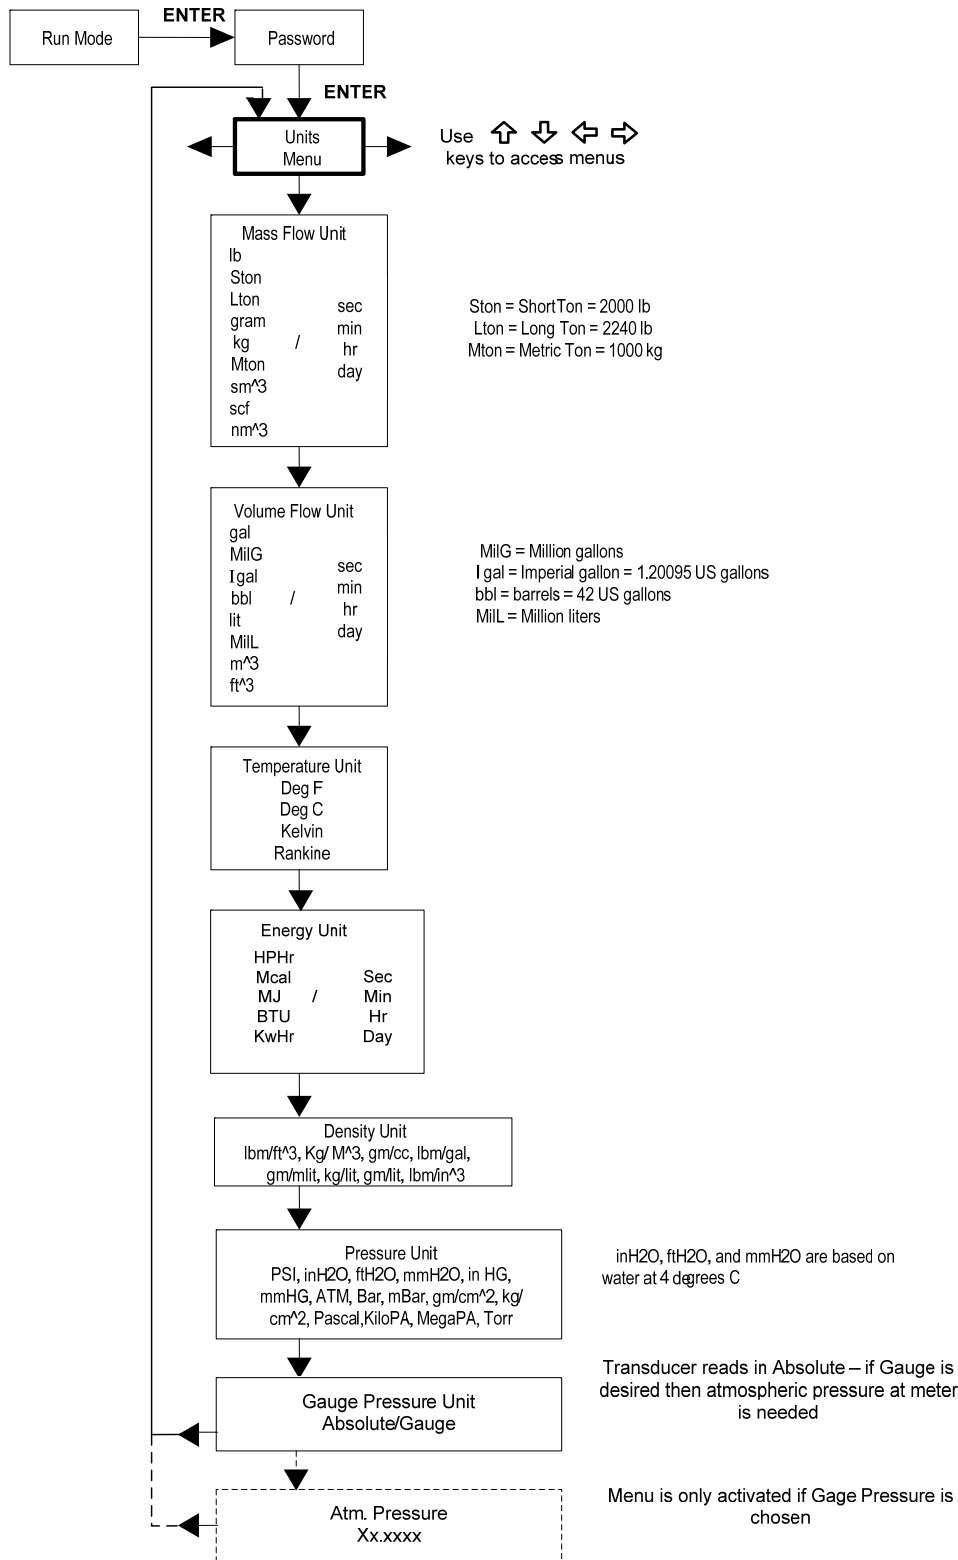 ENTER
Run Mode
Password
ENTER
Units
Menu
Use
keys to access menus
Mass Flow Unit
lb
Ston
Lton
gram
kg
Mton
sm^3
scf
nm^3
/
sec
min
hr
day
Ston = Short Ton = 2000 lb
Lton = Long Ton = 2240 lb
Mton = Metric Ton = 1000 kg
Volume Flow Unit
gal
MilG
Igal
bbl
lit
MilL
m^3
ft^3
/
sec
min
hr
day
MilG = Million gallons
I gal = Imperial gallon = 1.20095 US gallons
bbl = barrels = 42 US gallons
MilL = Million liters
Temperature Unit
Deg F
Deg C
Kelvin
Rankine
Energy Unit
HPHr
Mcal
MJ
BTU
KwHr
/
Sec
Min
Hr
Day
Density Unit
lbm/ft^3, Kg/ M^3, gm/cc, lbm/gal,
gm/mlit, kg/lit, gm/lit, lbm/in^3
Pressure Unit
PSI, inH2O, ftH2O, mmH2O, in HG,
mmHG, ATM, Bar, mBar, gm/cm^2, kg/
cm^2, Pascal,KiloPA, MegaPA, Torr
inH2O, ftH2O, and mmH2O are based on
water at 4 degrees C
Gauge Pressure Unit
Absolute/Gauge
Transducer reads in Absolute – if Gauge is
desired then atmospheric pressure at meter
is needed
Atm. Pressure
Xx.xxxx
Menu is only activated if Gage Pressure is
chosen